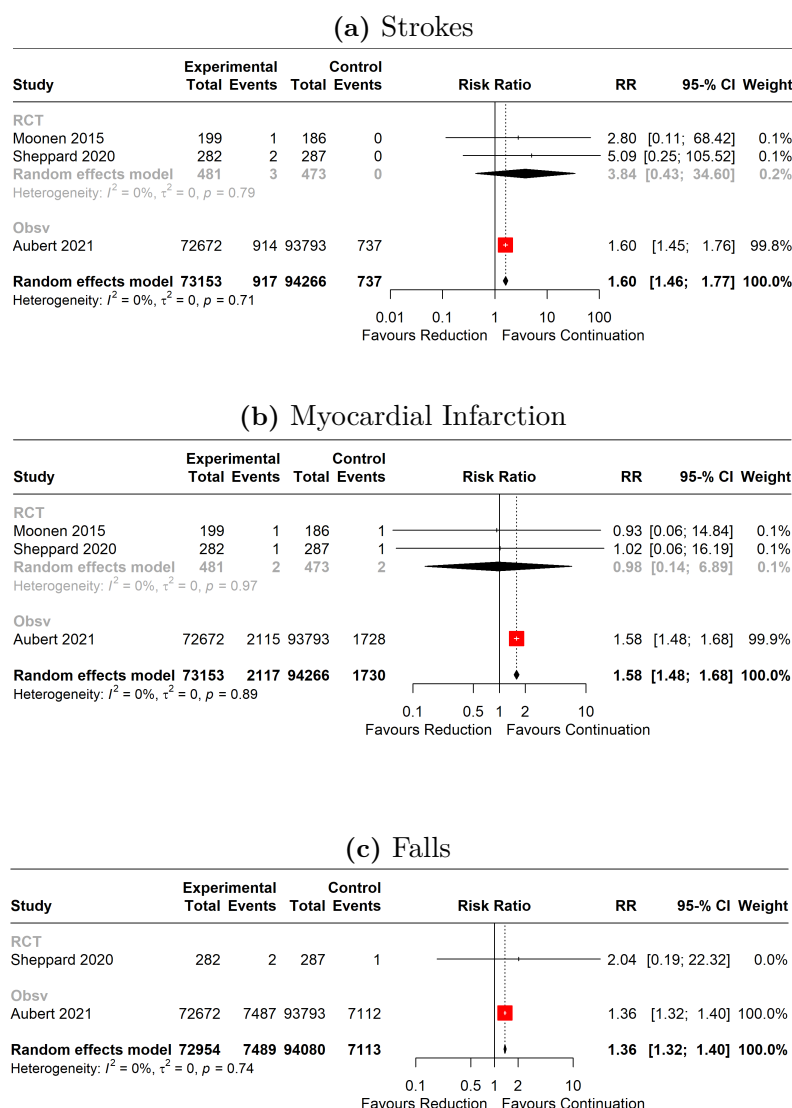 (a) Strokes
Experimental Control
Study Total Events Total Events Risk Ratio RR 95-% CI Weight
RCT
Moonen 2015 199 1 186 0 2.80 [0.11; 68.42] 0.1%
Sheppard 2020 282 2 287 0 5.09 [0.25; 105.52] 0.1%
Random effects model 481 3 473 0 3.84 [0.43; 34.60] 0.2%
Heterogeneity: I² = 0%, τ² = 0, p = 0.79
Obsv
Aubert 2021 72672 914 93793 737 1.60 [1.45; 1.76] 99.8%
Random effects model 73153 917 94266 737 1.60 [1.46; 1.77] 100.0%
Heterogeneity: I² = 0%, τ² = 0, p = 0.71
0.01 0.1 1 10 100
Favours Reduction Favours Continuation
(b) Myocardial Infarction
Experimental Control
Study Total Events Total Events Risk Ratio RR 95-% CI Weight
RCT
Moonen 2015 199 1 186 1 0.93 [0.06; 14.84] 0.1%
Sheppard 2020 282 1 287 1 1.02 [0.06; 16.19] 0.1%
Random effects model 481 2 473 2 0.98 [0.14; 6.89] 0.1%
Heterogeneity: I² = 0%, τ² = 0, p = 0.97
Obsv
Aubert 2021 72672 2115 93793 1728 1.58 [1.48; 1.68] 99.9%
Random effects model 73153 2117 94266 1730 1.58 [1.48; 1.68] 100.0%
Heterogeneity: I² = 0%, τ² = 0, p = 0.89
0.1 0.5 1 2 10
Favours Reduction Favours Continuation
(c) Falls
Experimental Control
Study Total Events Total Events Risk Ratio RR 95-% CI Weight
RCT
Sheppard 2020 282 2 287 1 2.04 [0.19; 22.32] 0.0%
Obsv
Aubert 2021 72672 7487 93793 7112 1.36 [1.32; 1.40] 100.0%
Random effects model 72954 7489 94080 7113 1.36 [1.32; 1.40] 100.0%
Heterogeneity: I² = 0%, τ² = 0, p = 0.74
0.1 0.5 1 2 10
Favours Reduction Favours Continuation